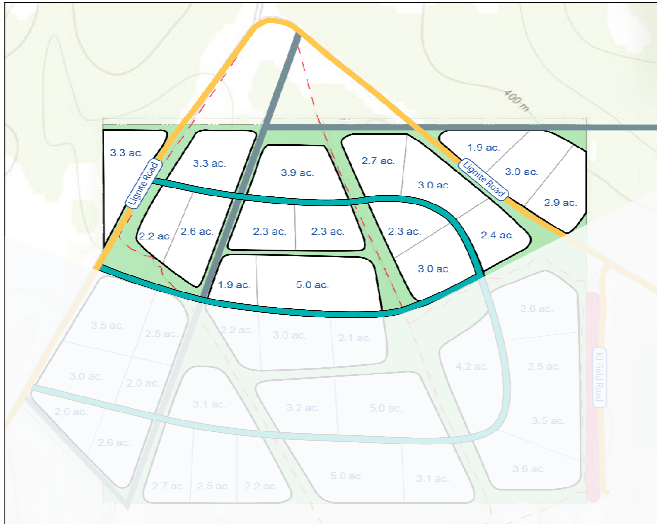 400 m
3.3 ac.
3.3 ac.
3.9 ac.
2.7 ac.
1.9 ac.
3.0 ac.
3.0 ac.
2.9 ac.
Lignite Road
Lignite Road
2.2 ac.
2.6 ac.
2.3 ac.
2.3 ac.
2.3 ac.
2.4 ac.
3.0 ac.
1.9 ac.
5.0 ac.
3.5 ac.
2.5 ac.
2.2 ac.
3.0 ac.
2.1 ac.
3.6 ac.
3.0 ac.
2.0 ac.
4.2 ac.
3.5 ac.
2.0 ac.
3.1 ac.
3.2 ac.
5.0 ac.
3.5 ac.
2.6 ac.
2.7 ac.
2.5 ac.
2.2 ac.
5.0 ac.
3.1 ac.
3.8 ac.